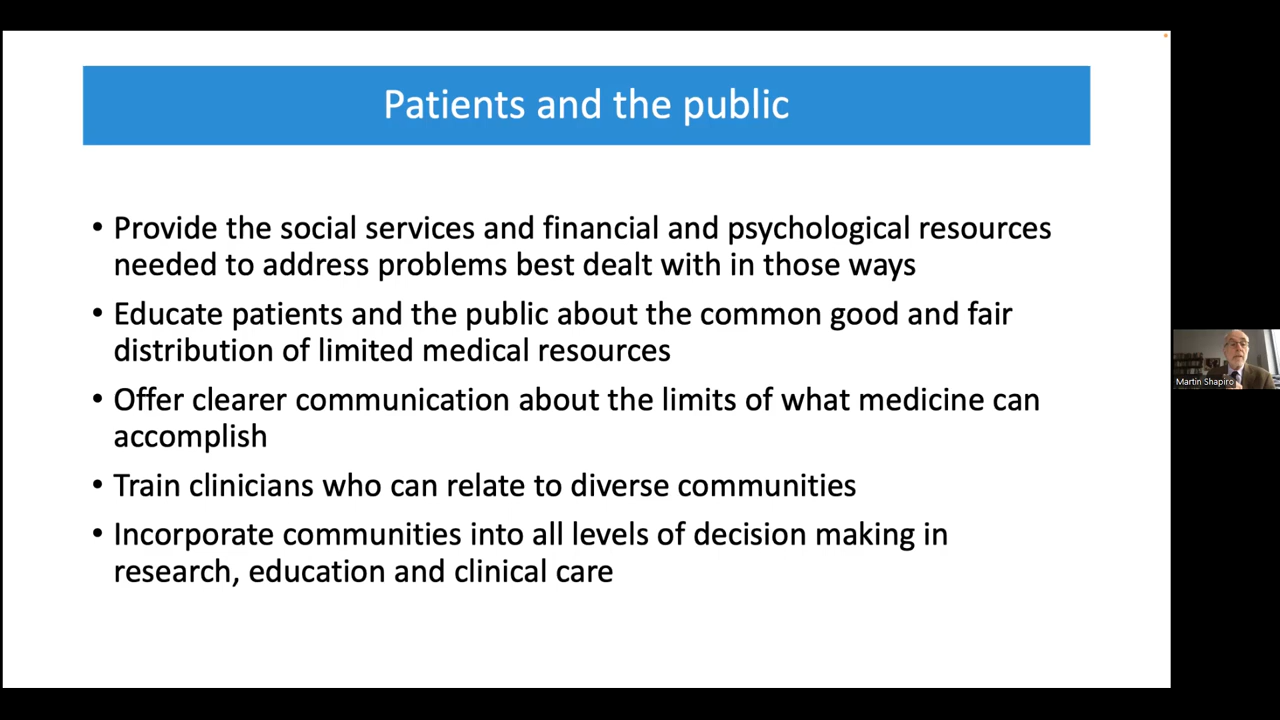 Patients and the public
• Provide the social services and financial and psychological resources
needed to address problems best dealt with in those ways
• Educate patients and the public about the common good and fair
distribution of limited medical resources
• Offer clearer communication about the limits of what medicine can
accomplish
• Train clinicians who can relate to diverse communities
• Incorporate communities into all levels of decision making in
research, education and clinical care
Martin Shapiro